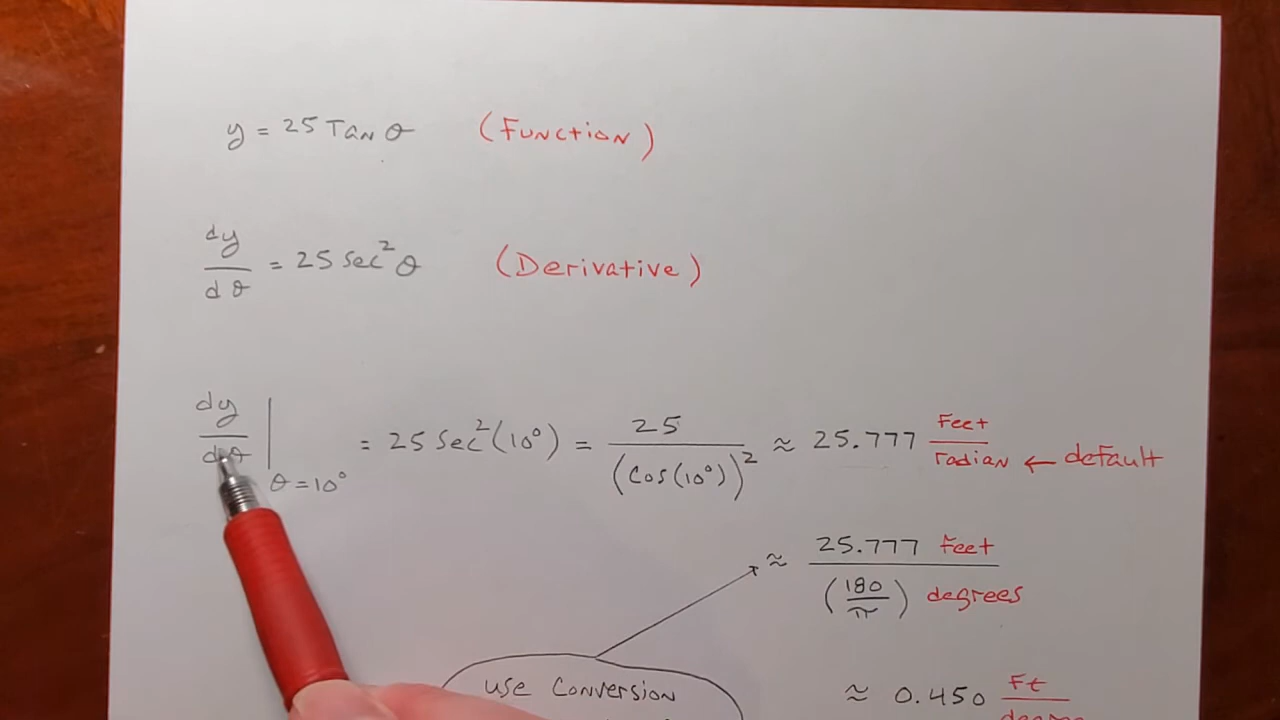 y = 25 Tan θ (Function)
dy/dθ = 25 Sec² θ (Derivative)
dy/dθ | θ = 10° = 25 Sec² (10°) = 25/(Cos(10°))² ≈ 25.777 Feet/radian ← default
≈ 25.777 Feet/(180/π) degrees
use Conversion
≈ 0.450 Ft